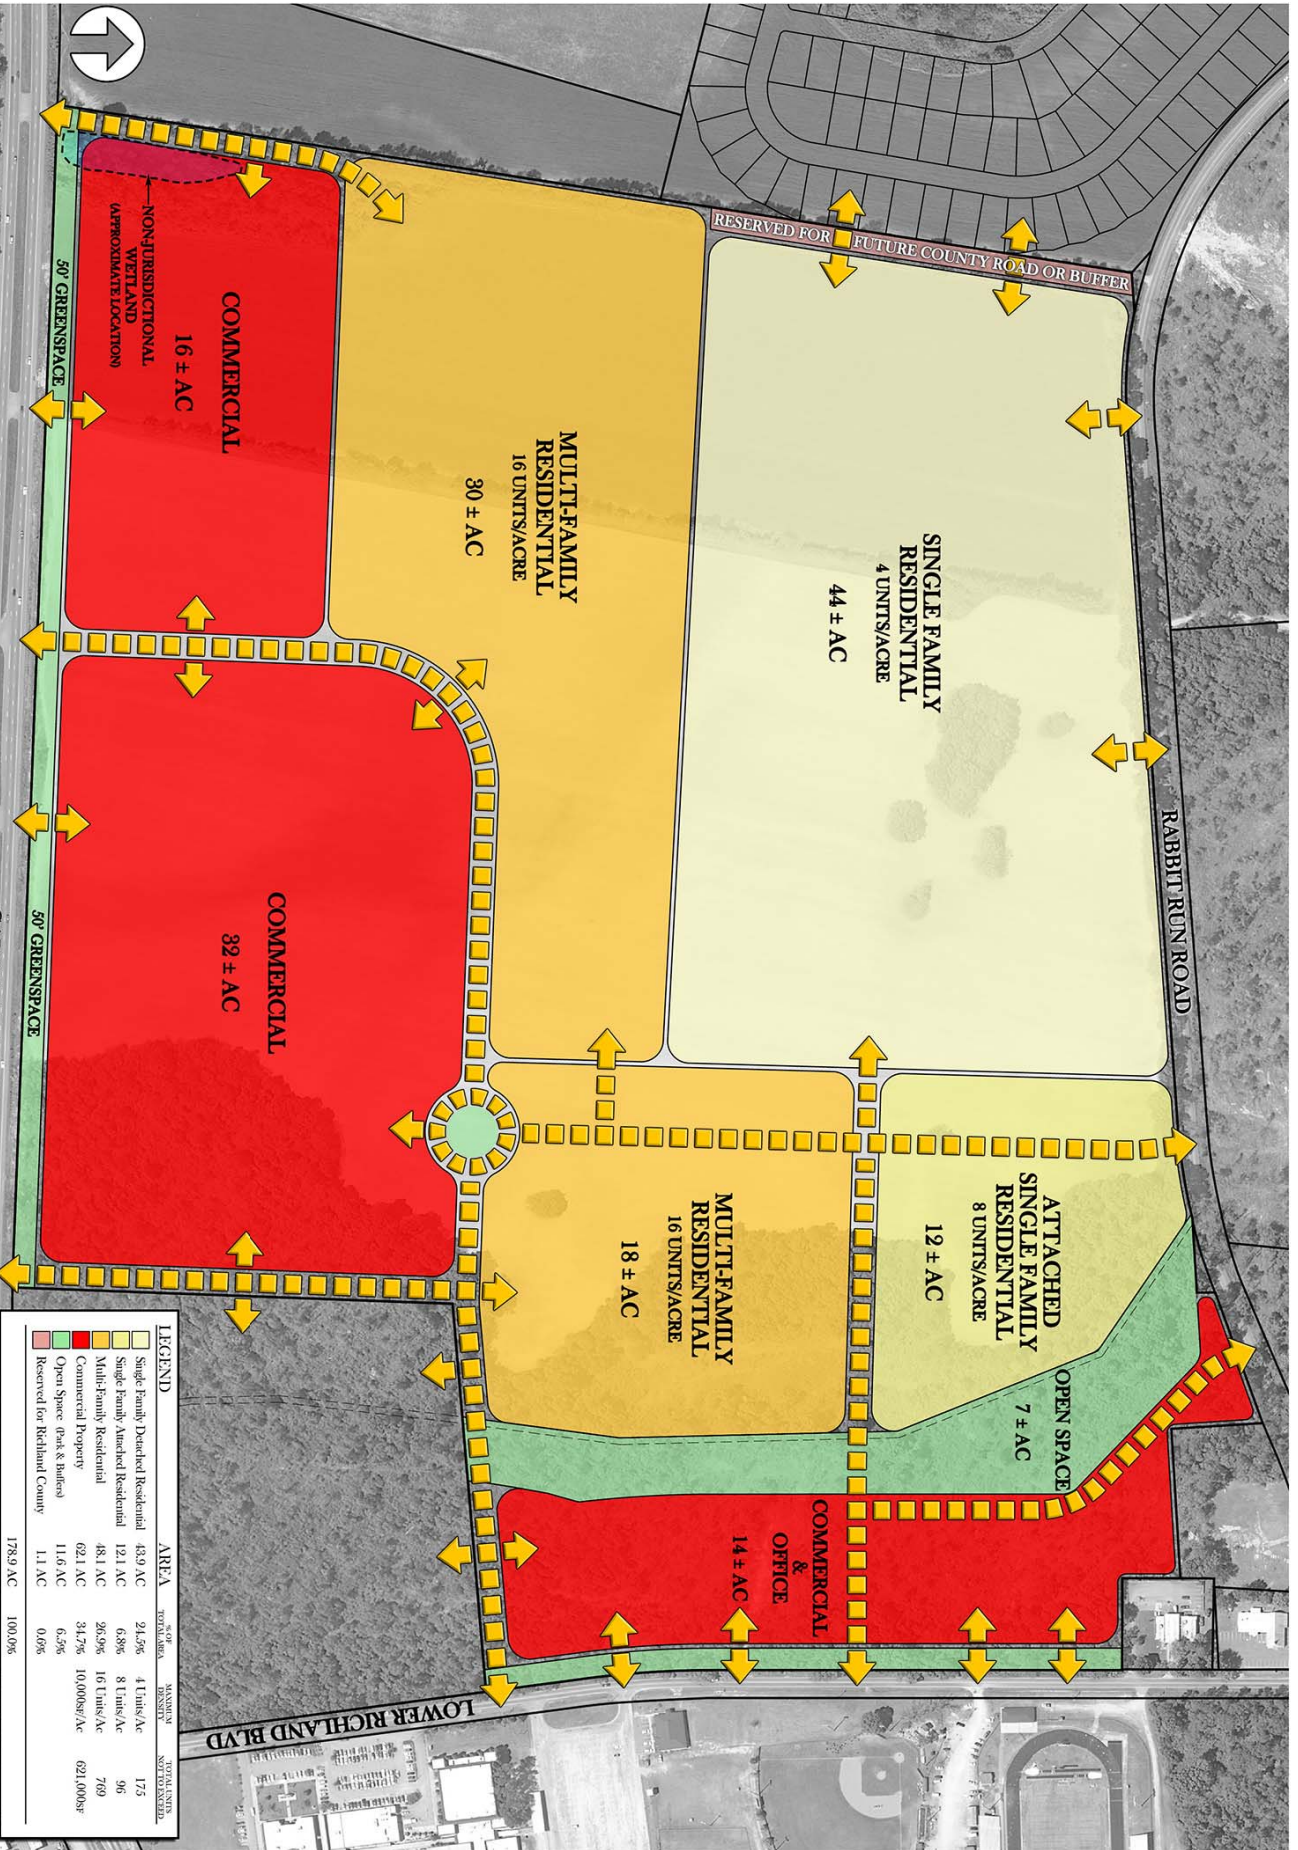 RABBIT RUN ROAD
RESERVED FOR FUTURE COUNTY ROAD OR BUFFER
SINGLE FAMILY
RESIDENTIAL
4 UNITS/ACRE
44 ± AC
ATTACHED
SINGLE FAMILY
RESIDENTIAL
8 UNITS/ACRE
12 ± AC
OPEN SPACE
7 ± AC
MULTI-FAMILY
RESIDENTIAL
16 UNITS/ACRE
30 ± AC
MULTI-FAMILY
RESIDENTIAL
16 UNITS/ACRE
18 ± AC
COMMERCIAL
&
OFFICE
14 ± AC
COMMERCIAL
16 ± AC
NON-JURISDICTIONAL
WETLAND
(APPROXIMATE LOCATION)
COMMERCIAL
32 ± AC
50' GREENSPACE
50' GREENSPACE
LOWER RICHLAND BLVD
LEGEND AREA % OF TOTAL AREA MAXIMUM DENSITY TOTAL UNITS NOT TO EXCEED
Single Family Detached Residential 43.9 AC 24.5% 4 Units/Ac 175
Single Family Attached Residential 12.1 AC 6.8% 8 Units/Ac 96
Multi-Family Residential 48.1 AC 26.9% 16 Units/Ac 769
Commercial Property 62.1 AC 34.7% 10,000SF/Ac 621,000SF
Open Space (Park & Buffers) 11.6 AC 6.5%
Reserved for Richland County 1.1 AC 0.6%
178.9 AC 100.0%